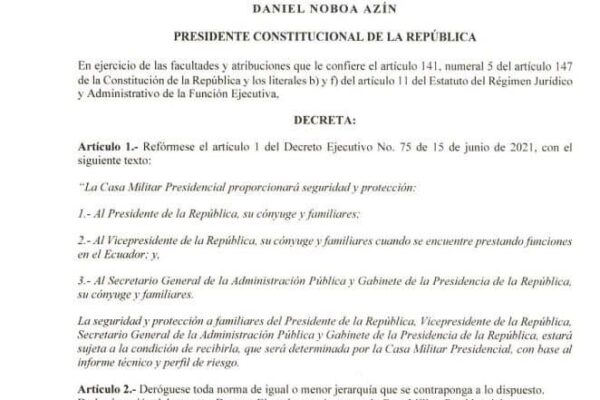 DANIEL NOBOA AZÍN
PRESIDENTE CONSTITUCIONAL DE LA REPÚBLICA
En ejercicio de las facultades y atribuciones que le confiere el artículo 141, numeral 5 del artículo 147
de la Constitución de la República y los literales b) y f) del artículo 11 del Estatuto del Régimen Jurídico
y Administrativo de la Función Ejecutiva,
DECRETA:
Artículo 1.- Refórmese el artículo 1 del Decreto Ejecutivo No. 75 de 15 de junio de 2021, con el
siguiente texto:
“La Casa Militar Presidencial proporcionará seguridad y protección:
1.- Al Presidente de la República, su cónyuge y familiares;
2.- Al Vicepresidente de la República, su cónyuge y familiares cuando se encuentre prestando funciones
en el Ecuador; y,
3.- Al Secretario General de la Administración Pública y Gabinete de la Presidencia de la República,
su cónyuge y familiares.
La seguridad y protección a familiares del Presidente de la República, Vicepresidente de la República,
Secretario General de la Administración Pública y Gabinete de la Presidencia de la República, estará
sujeta a la condición de recibirla, que será determinada por la Casa Militar Presidencial, con base al
informe técnico y perfil de riesgo.
Artículo 2.- Deróguese toda norma de igual o menor jerarquía que se contraponga a lo dispuesto.